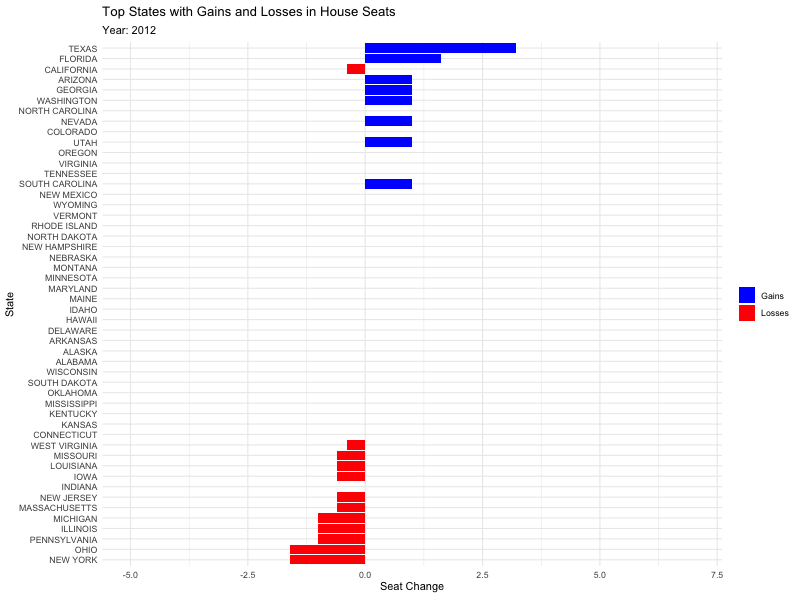 Top States with Gains and Losses in House Seats
Year: 2012
TEXAS
FLORIDA
CALIFORNIA
ARIZONA
GEORGIA
WASHINGTON
NORTH CAROLINA
NEVADA
COLORADO
UTAH
OREGON
VIRGINIA
TENNESSEE
SOUTH CAROLINA
NEW MEXICO
WYOMING
VERMONT
RHODE ISLAND
NORTH DAKOTA
NEW HAMPSHIRE
NEBRASKA
MONTANA
MINNESOTA
MARYLAND
MAINE
IDAHO
HAWAII
DELAWARE
ARKANSAS
ALASKA
ALABAMA
WISCONSIN
SOUTH DAKOTA
OKLAHOMA
MISSISSIPPI
KENTUCKY
KANSAS
CONNECTICUT
WEST VIRGINIA
MISSOURI
LOUISIANA
IOWA
INDIANA
NEW JERSEY
MASSACHUSETTS
MICHIGAN
ILLINOIS
PENNSYLVANIA
OHIO
NEW YORK
State
-5.0 -2.5 0.0 2.5 5.0 7.5
Seat Change
Gains
Losses